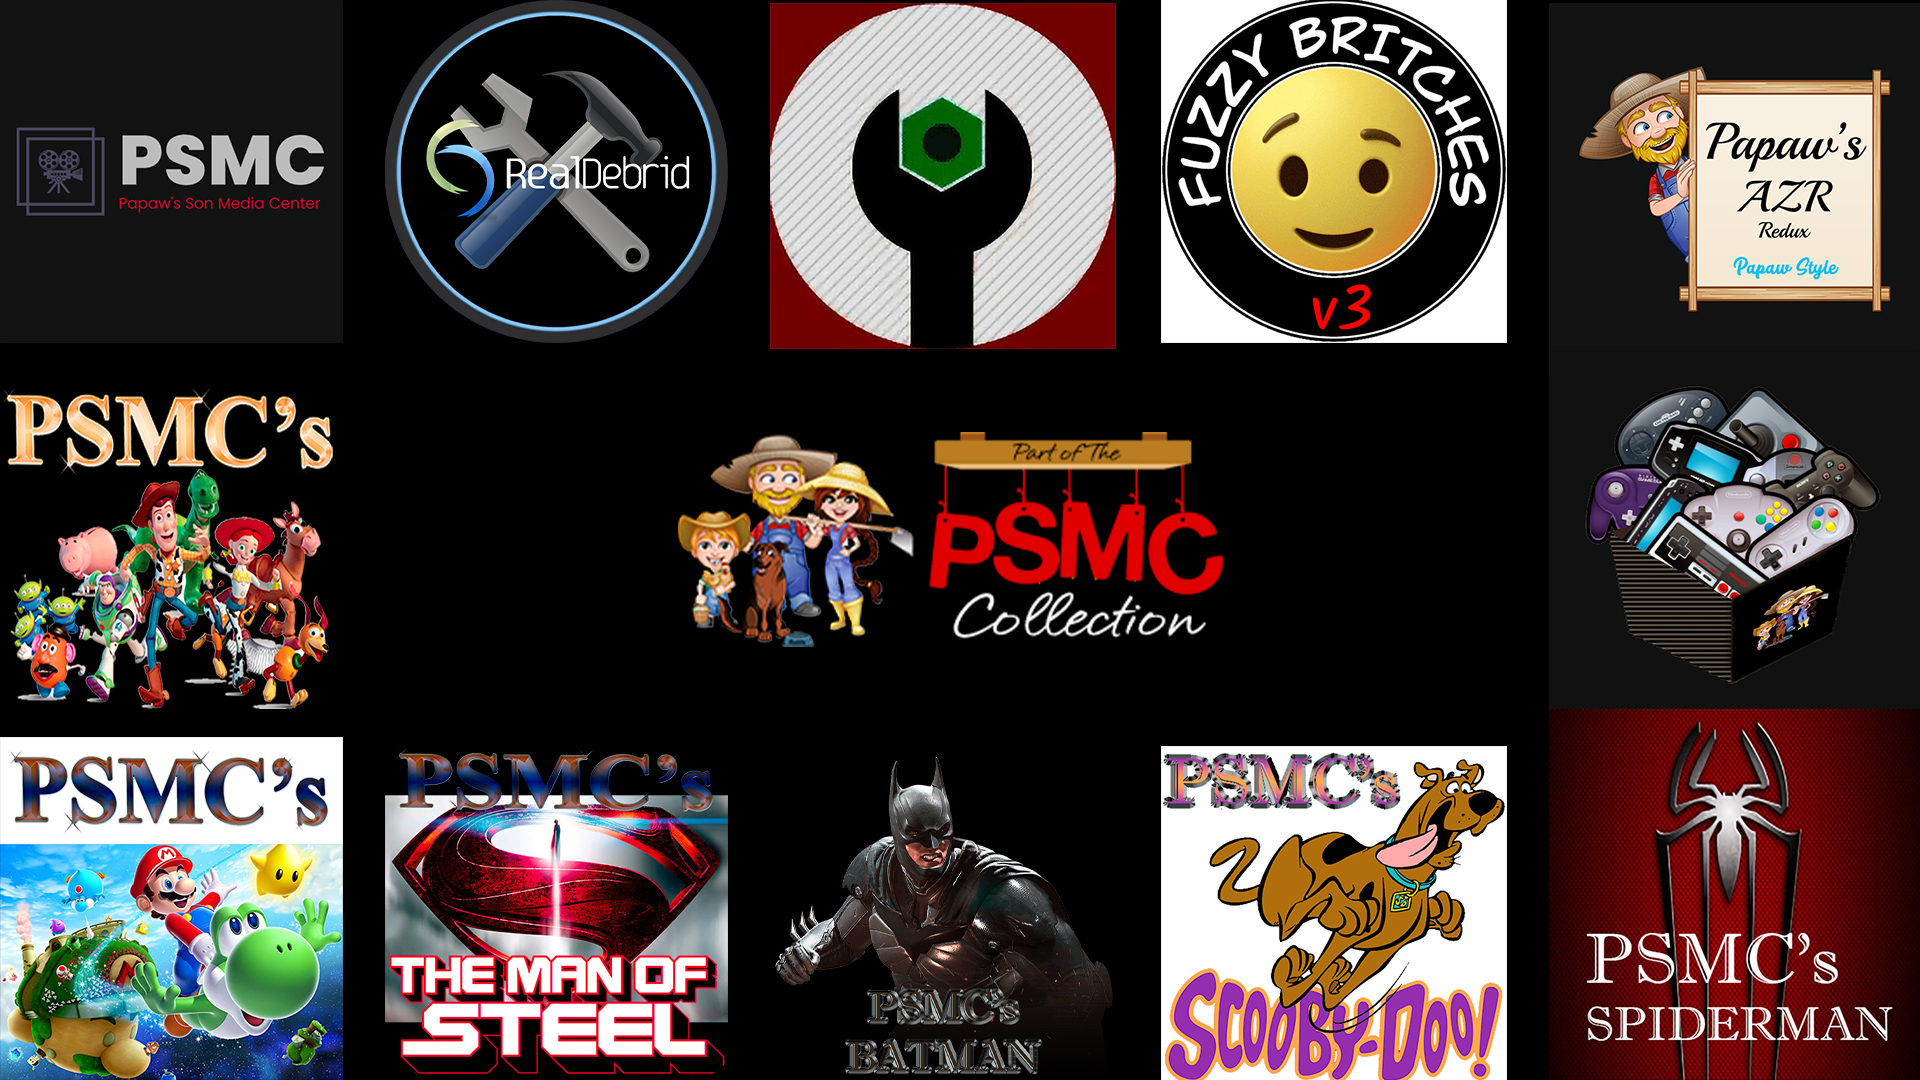 PSMC
Papaw's Son Media Center
RealDebrid
FUZZY BRITCHES
v3
Papaw's
AZR
Redux
Papaw Style
PSMC's
Part of The
PSMC
Collection
PSMC's
PSMC's
THE MAN OF
STEEL
PSMC's
BATMAN
PSMC's
SCOOBY-DOO!
PSMC's
SPIDERMAN